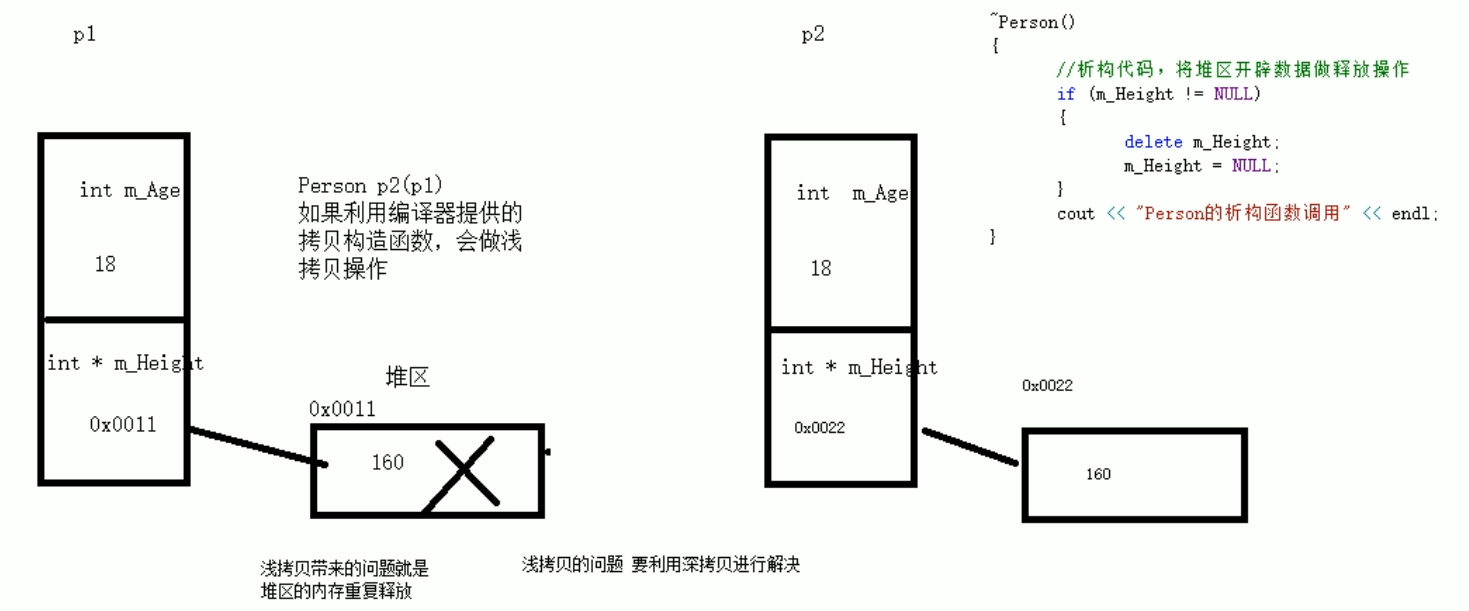 p1
int m_Age
18
int * m_Height
0x0011
Person p2(p1)
如果利用编译器提供的
拷贝构造函数，会做浅
拷贝操作
堆区
0x0011
160
浅拷贝带来的问题就是
堆区的内存重复释放
浅拷贝的问题 要利用深拷贝进行解决
p2
int  m_Age
18
int * m_Height
0x0022
0x0022
160
~Person()
{
//析构代码，将堆区开辟数据做释放操作
if (m_Height != NULL)
{
delete m_Height;
m_Height = NULL;
}
cout << "Person的析构函数调用" << endl;
}